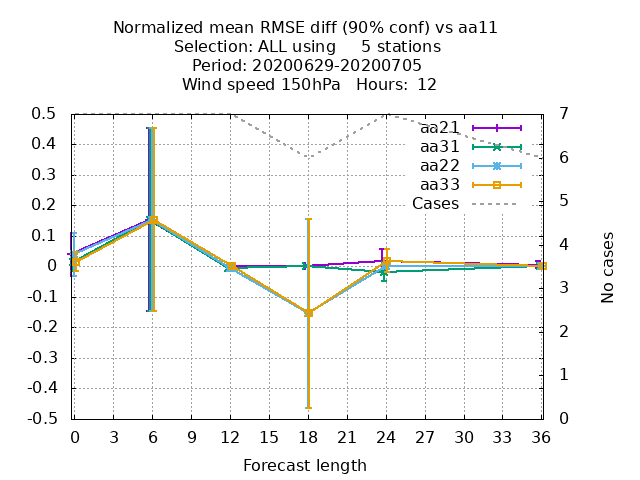 Normalized mean RMSE diff (90% conf) vs aa11
Selection: ALL using     5 stations
Period: 20200629-20200705
Wind speed 150hPa   Hours:  12
0.5
0.4
0.3
0.2
0.1
0
-0.1
-0.2
-0.3
-0.4
-0.5
aa21
aa31
aa22
aa33
Cases
7
6
5
4
3
2
1
0
No cases
0 3 6 9 12 15 18 21 24 27 30 33 36
Forecast length